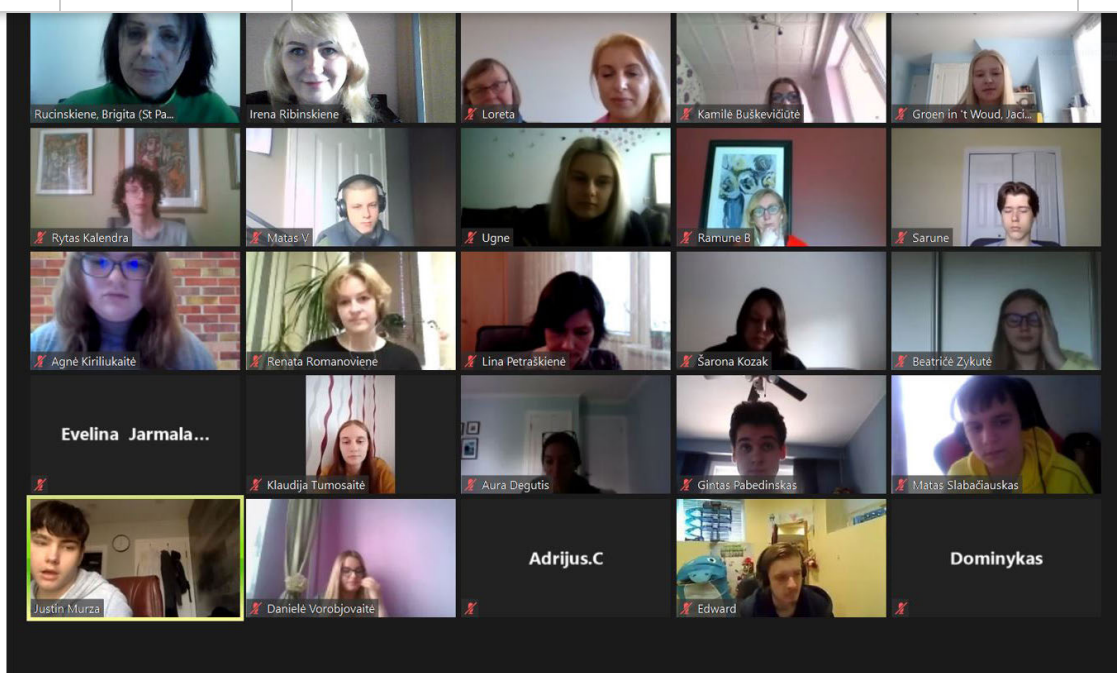 Rucinskiene, Brigita (St Pa...
Irena Ribinskiene
Loreta
Kamilė Buškevičiūtė
Groen in 't Woud, Jaci...
Rytas Kalendra
Matas V
Ugne
Ramune B
Sarune
Agnė Kiriliukaitė
Renata Romanovienė
Lina Petraškienė
Šarona Kozak
Beatričė Zykutė
Evelina Jarmala...
Klaudija Tumosaitė
Aura Degutis
Gintas Pabedinskas
Matas Slabačiauskas
Justin Murza
Danielė Vorobjovaitė
Adrijus.C
Edward
Dominykas